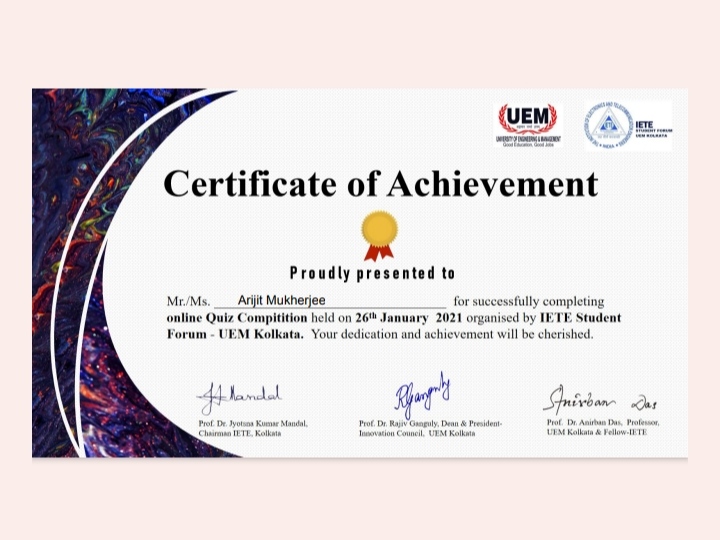 UEM
UNIVERSITY OF ENGINEERING & MANAGEMENT
Good Education, Good Jobs
IETE
STUDENT FORUM
UEM KOLKATA
Certificate of Achievement
Proudly presented to
Mr./Ms. Arijit Mukherjee for successfully completing
online Quiz Compitition held on 26th January 2021 organised by IETE Student
Forum - UEM Kolkata. Your dedication and achievement will be cherished.
JKMandal
RGanguly
Anirban Das
Prof. Dr. Jyotsna Kumar Mandal,
Chairman IETE, Kolkata
Prof. Dr. Rajiv Ganguly, Dean & President-
Innovation Council, UEM Kolkata
Prof. Dr. Anirban Das, Professor,
UEM Kolkata & Fellow-IETE